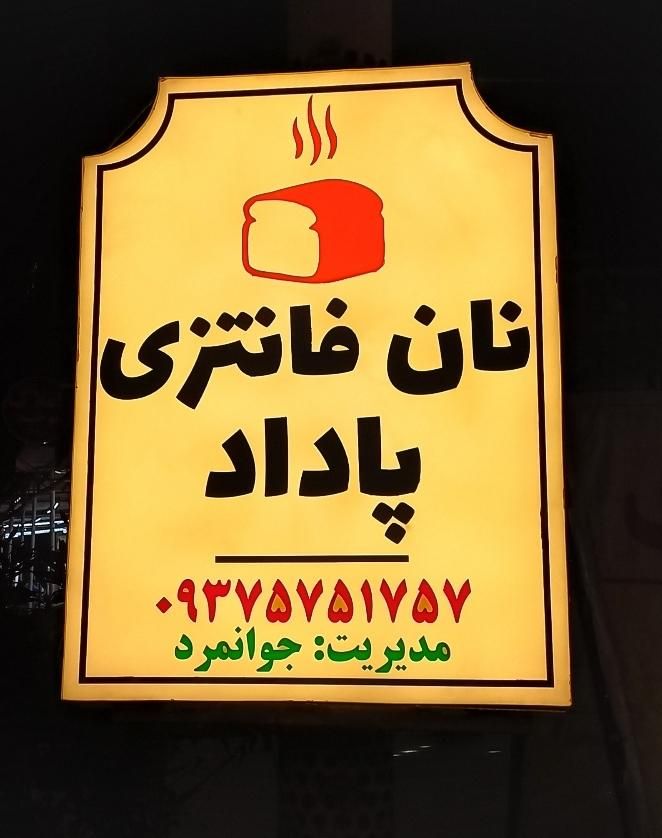 نان فانتزی
پاداد
۰۹۳۷۵۷۵۱۷۵۷
مدیریت: جوانمرد